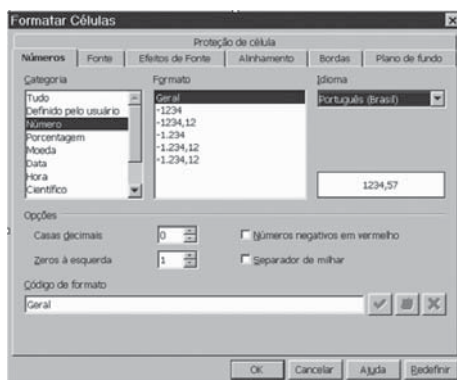 Formatar Células
Proteção de célula
Números Fonte Efeitos de Fonte Alinhamento Bordas Plano de fundo
Categoria
Tudo
Definido pelo usuário
Número
Porcentagem
Moeda
Data
Hora
Científico
Formato
Geral
-1234
-1234,12
-1.234
-1.234,12
-1.234,12
Idioma
Português (Brasil)
1234,57
Opções
Casas decimais 0 Números negativos em vermelho
Zeros à esquerda 1 Separador de milhar
Código de formato
Geral
OK Cancelar Ajuda Redefinir